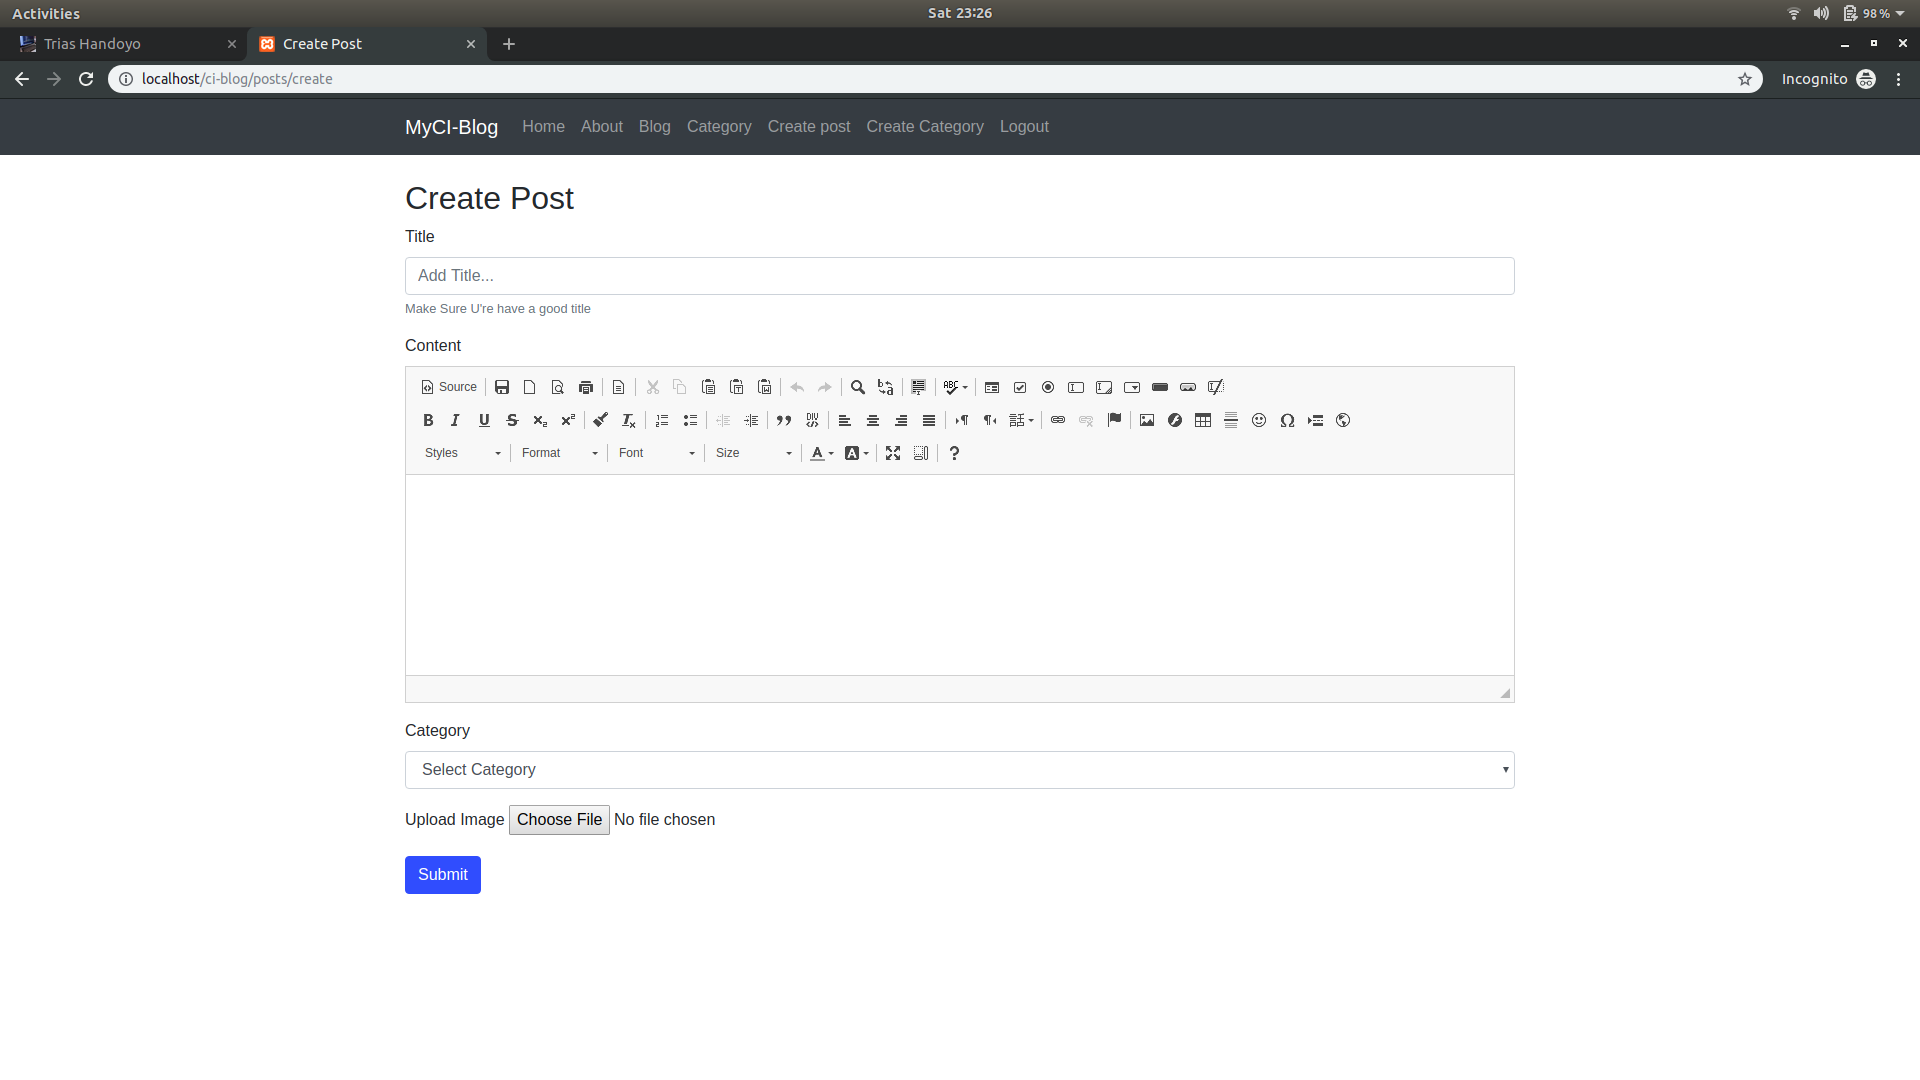 Activities
Sat 23:26
98 %
Trias Handoyo
Create Post
localhost/ci-blog/posts/create
Incognito
MyCI-Blog Home About Blog Category Create post Create Category Logout
Create Post
Title
Add Title...
Make Sure U're have a good title
Content
Source
Styles Format Font Size
Category
Select Category
Upload Image Choose File No file chosen
Submit